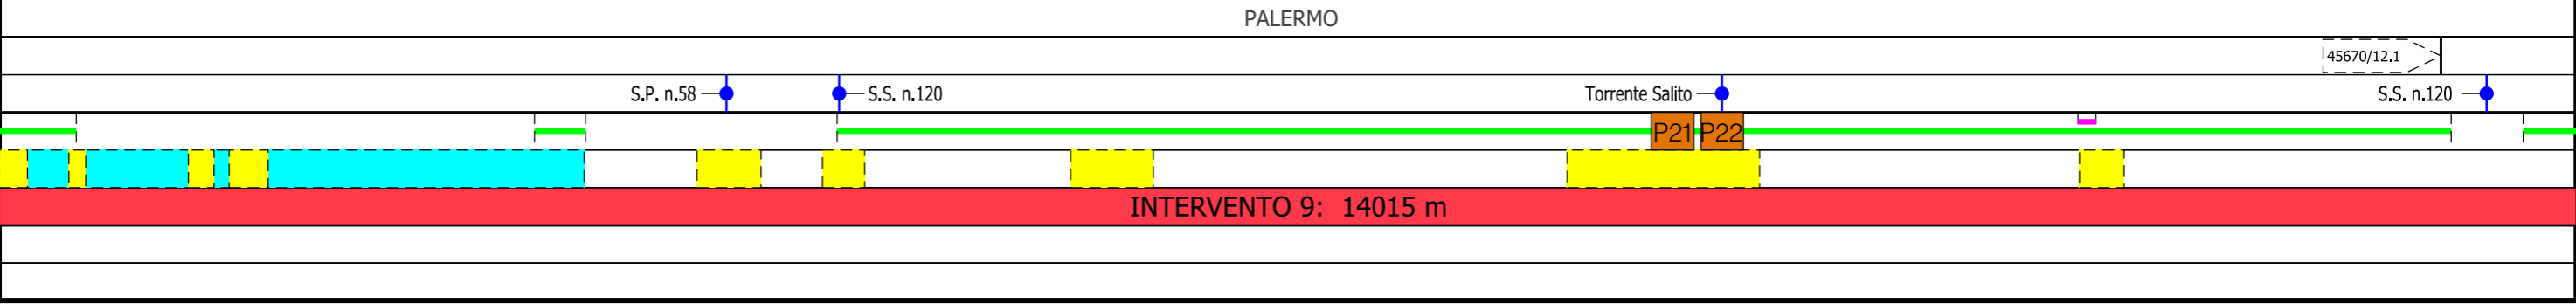 PALERMO
45670/12.1
S.P. n.58
S.S. n.120
Torrente Salito
S.S. n.120
P21
P22
INTERVENTO 9: 14015 m